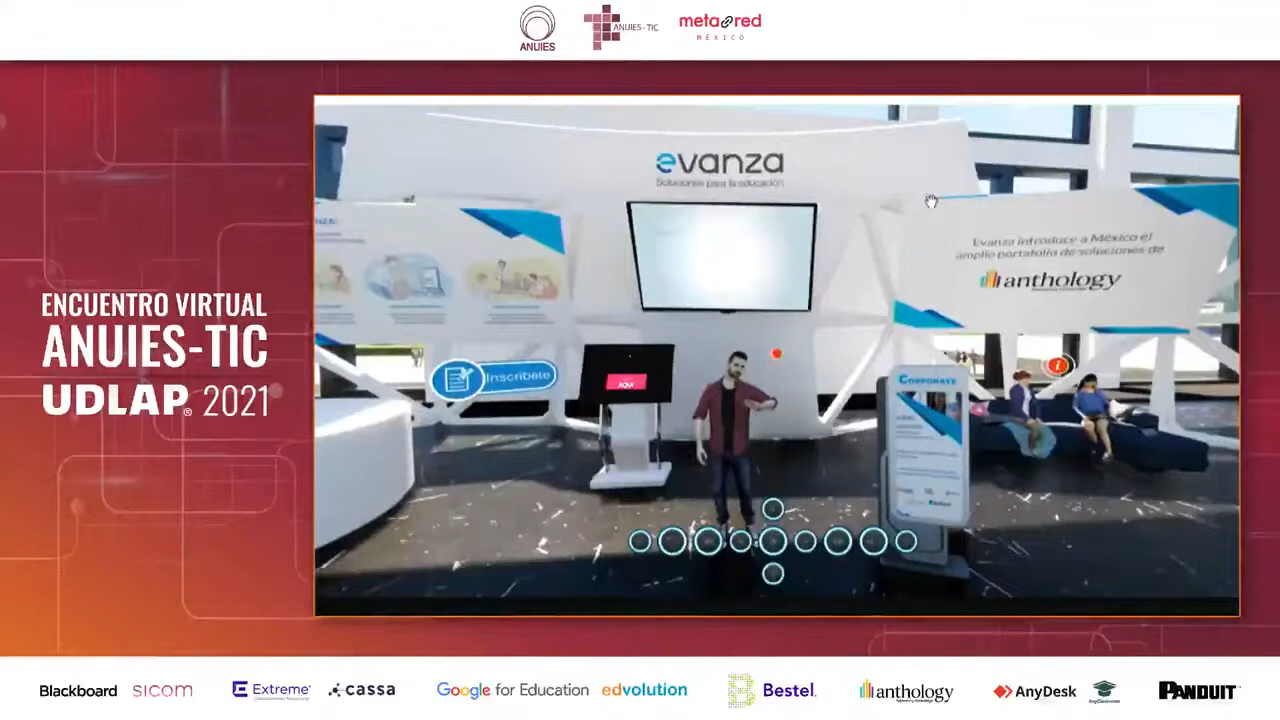 ANUIES
ANUIES-TIC
metared
MÉXICO
ENCUENTRO VIRTUAL
ANUIES-TIC
UDLAP® 2021
evanza
Soluciones para la educación
Evanza introduce a México el
amplio portafolio de soluciones de
anthology
Inscríbete
AQUÍ
CORPORATE
i
Blackboard
sicom
Extreme
cassa
Google for Education
edvolution
B Bestel
anthology
AnyDesk
PANDUIT